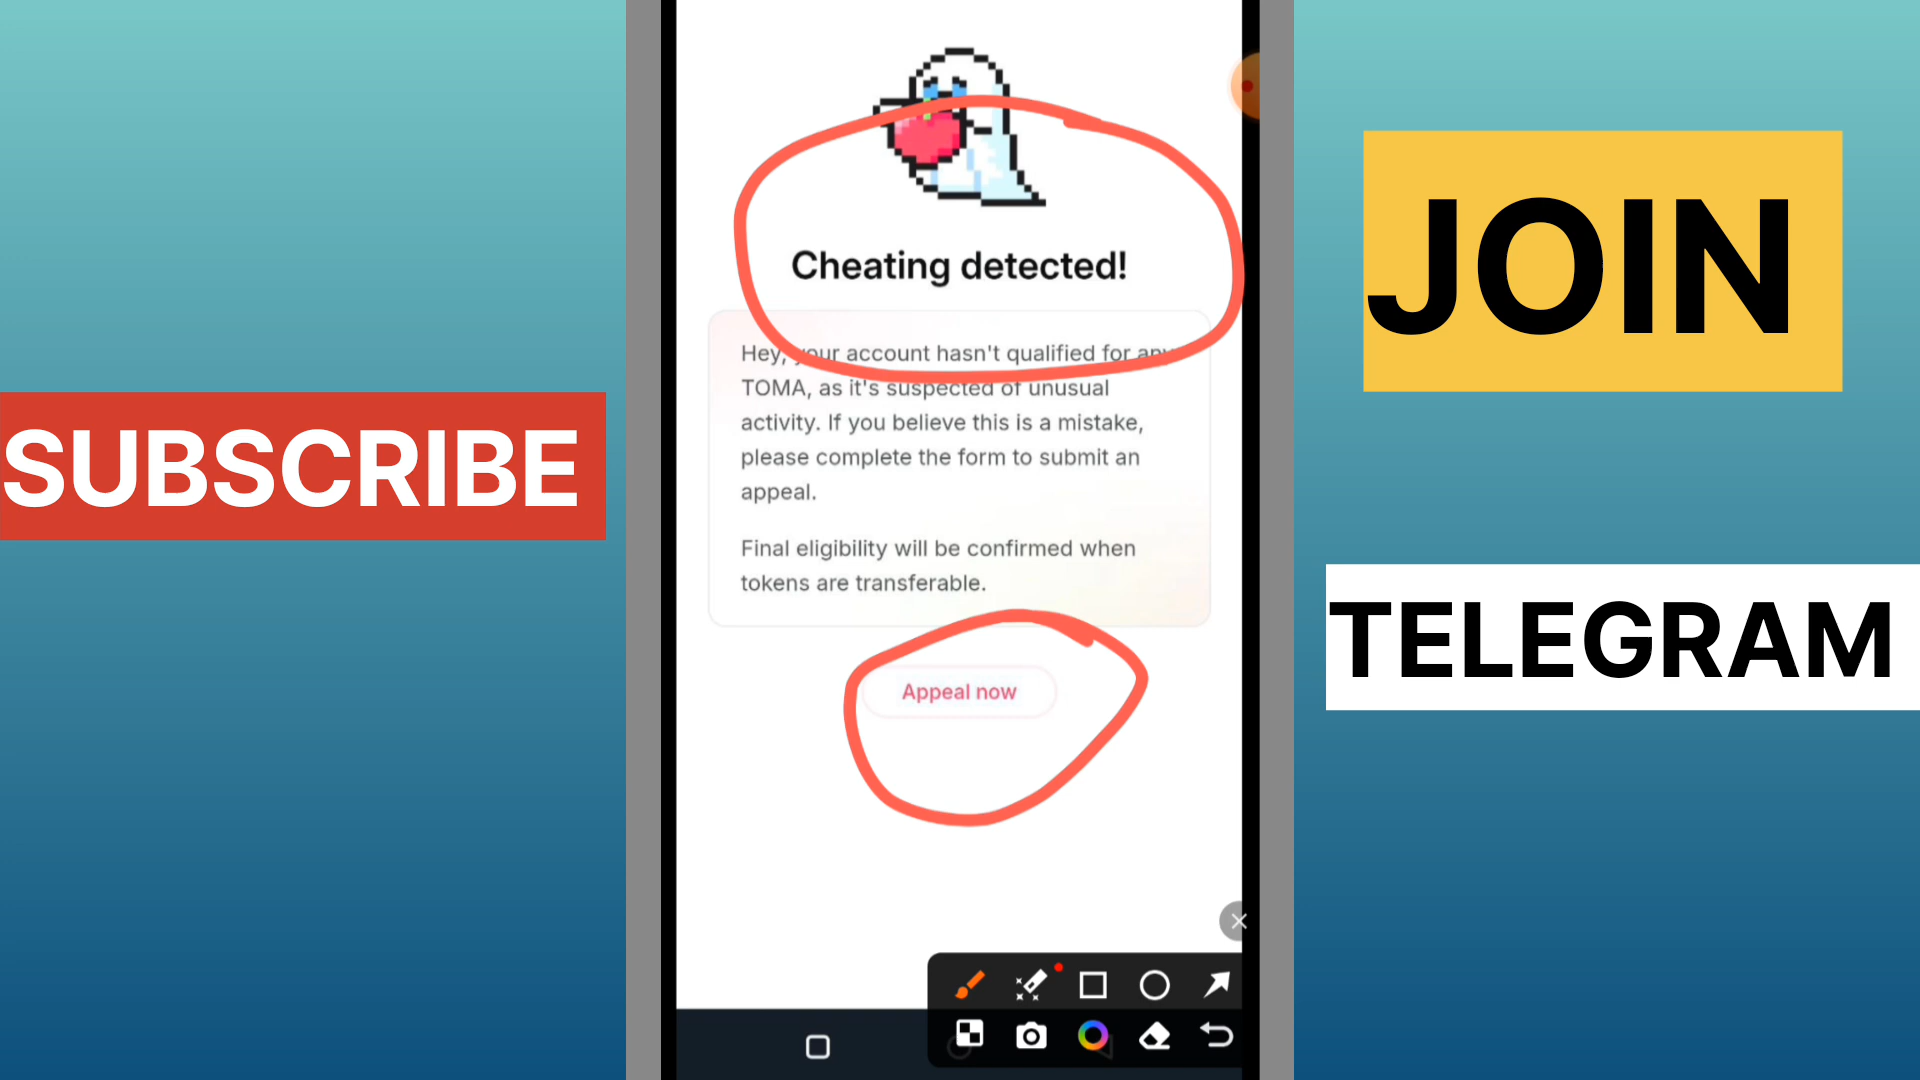 SUBSCRIBE
Cheating detected!
Hey, your account hasn't qualified for any
TOMA, as it's suspected of unusual
activity. If you believe this is a mistake,
please complete the form to submit an
appeal.
Final eligibility will be confirmed when
tokens are transferable.
Appeal now
JOIN
TELEGRAM